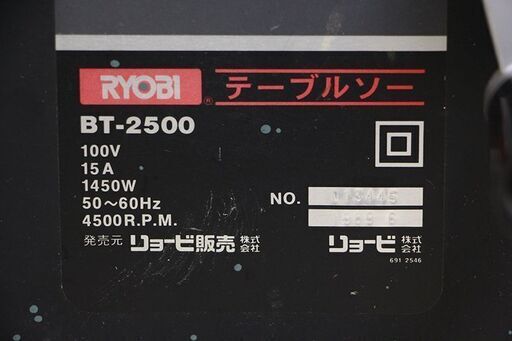 RYOBI® テーブルソー
BT-2500
100V
15A
1450W
50〜60Hz
4500R.P.M.
NO.
発売元 リョービ販売株式会社
リョービ株式会社
691 2546